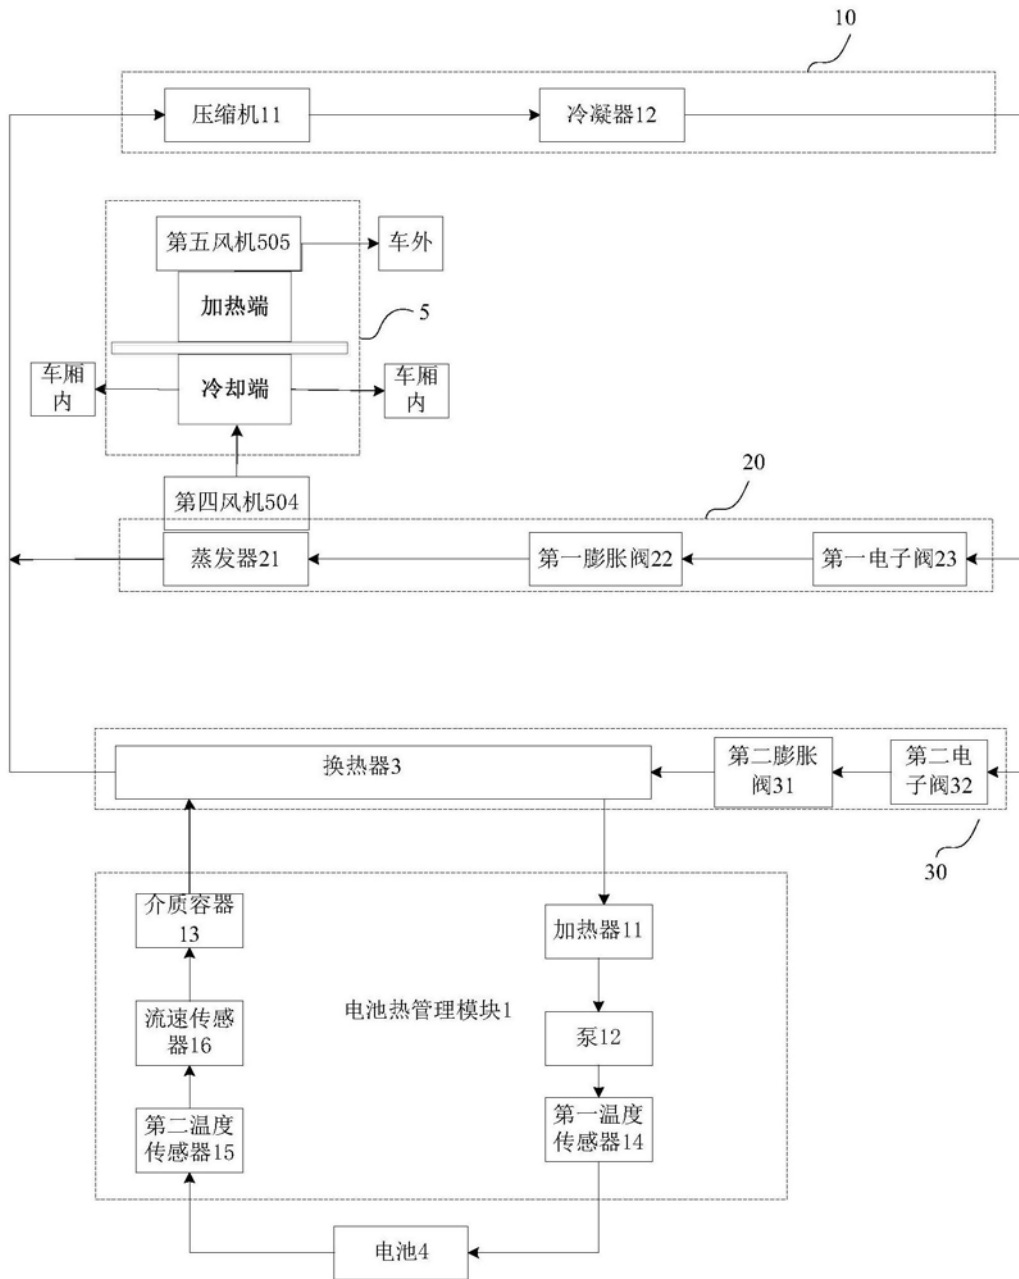 10
压缩机11
冷凝器12
第五风机505
车外
加热端
5
车厢
内
冷却端
车厢
内
20
第四风机504
蒸发器21
第一膨胀阀22
第一电子阀23
换热器3
第二膨胀
阀31
第二电
子阀32
30
介质容器
13
加热器11
电池热管理模块1
流速传感
器16
泵12
第二温度
传感器15
第一温度
传感器14
电池4